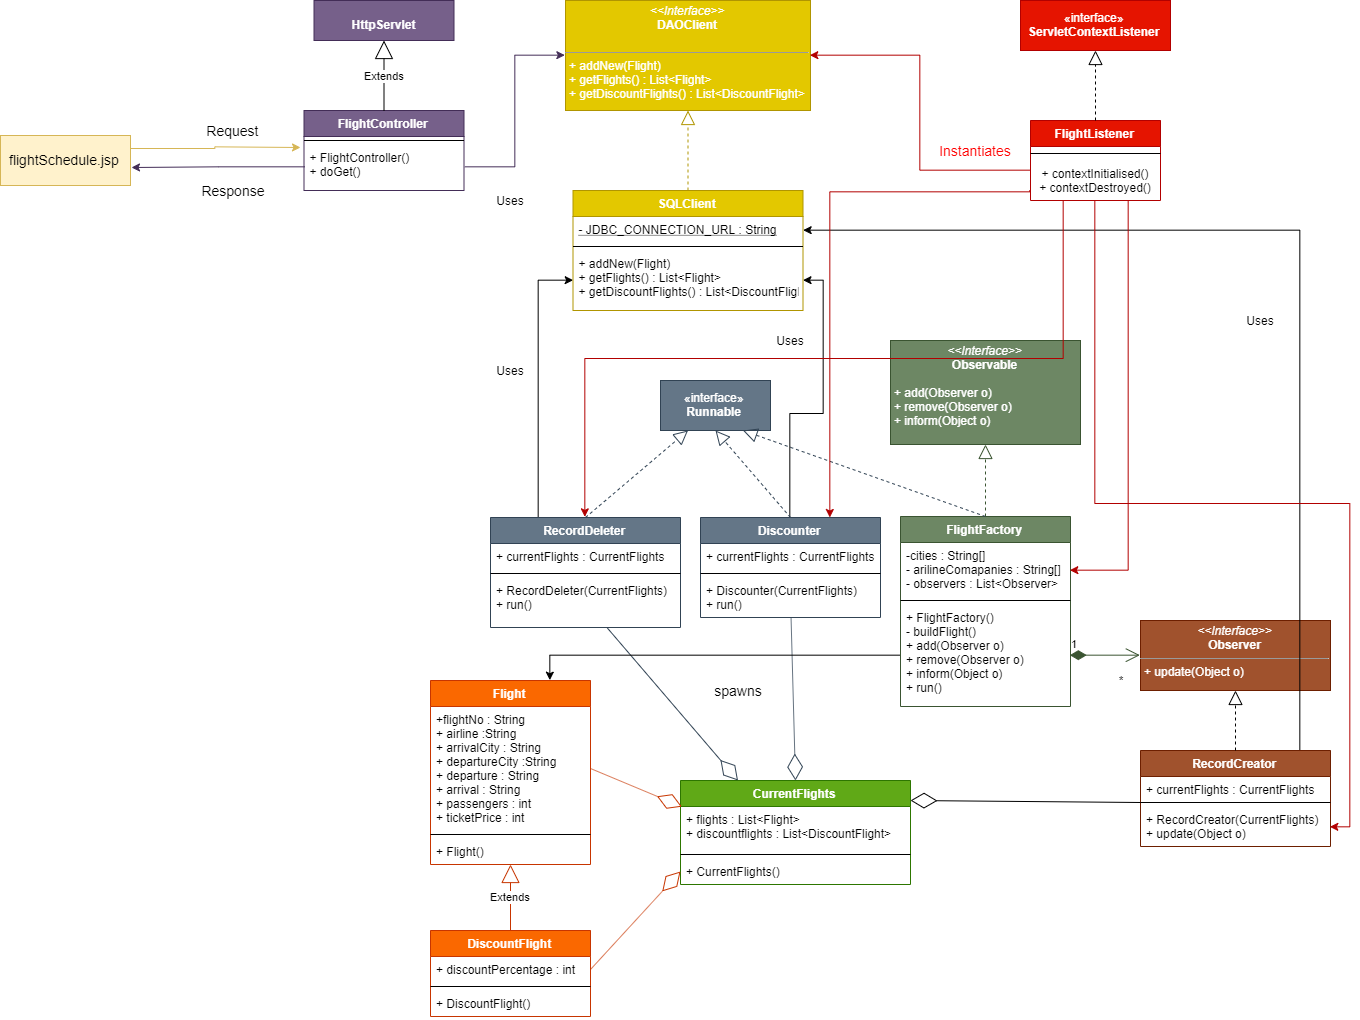 HttpServlet
Extends
FlightController
+ FlightController()
+ doGet()
flightSchedule.jsp
Request
Response
Uses
<<Interface>>
DAOClient
+ addNew(Flight)
+ getFlights() : List<Flight>
+ getDiscountFlights() : List<DiscountFlight>
SQLClient
- JDBC_CONNECTION_URL : String
+ addNew(Flight)
+ getFlights() : List<Flight>
+ getDiscountFlights() : List<DiscountFligl
«interface»
ServletContextListener
FlightListener
+ contextInitialised()
+ contextDestroyed()
Instantiates
Uses
Uses
Uses
«interface»
Runnable
<<Interface>>
Observable
+ add(Observer o)
+ remove(Observer o)
+ inform(Object o)
RecordDeleter
+ currentFlights : CurrentFlights
+ RecordDeleter(CurrentFlights)
+ run()
Discounter
+ currentFlights : CurrentFlights
+ Discounter(CurrentFlights)
+ run()
FlightFactory
-cities : String[]
- arilineComapanies : String[]
- observers : List<Observer>
+ FlightFactory()
- buildFlight()
+ add(Observer o)
+ remove(Observer o)
+ inform(Object o)
+ run()
1
*
<<Interface>>
Observer
+ update(Object o)
spawns
Flight
+flightNo : String
+ airline :String
+ arrivalCity : String
+ departureCity :String
+ departure : String
+ arrival : String
+ passengers : int
+ ticketPrice : int
+ Flight()
Extends
DiscountFlight
+ discountPercentage : int
+ DiscountFlight()
CurrentFlights
+ flights : List<Flight>
+ discountflights : List<DiscountFlight>
+ CurrentFlights()
RecordCreator
+ currentFlights : CurrentFlights
+ RecordCreator(CurrentFlights)
+ update(Object o)